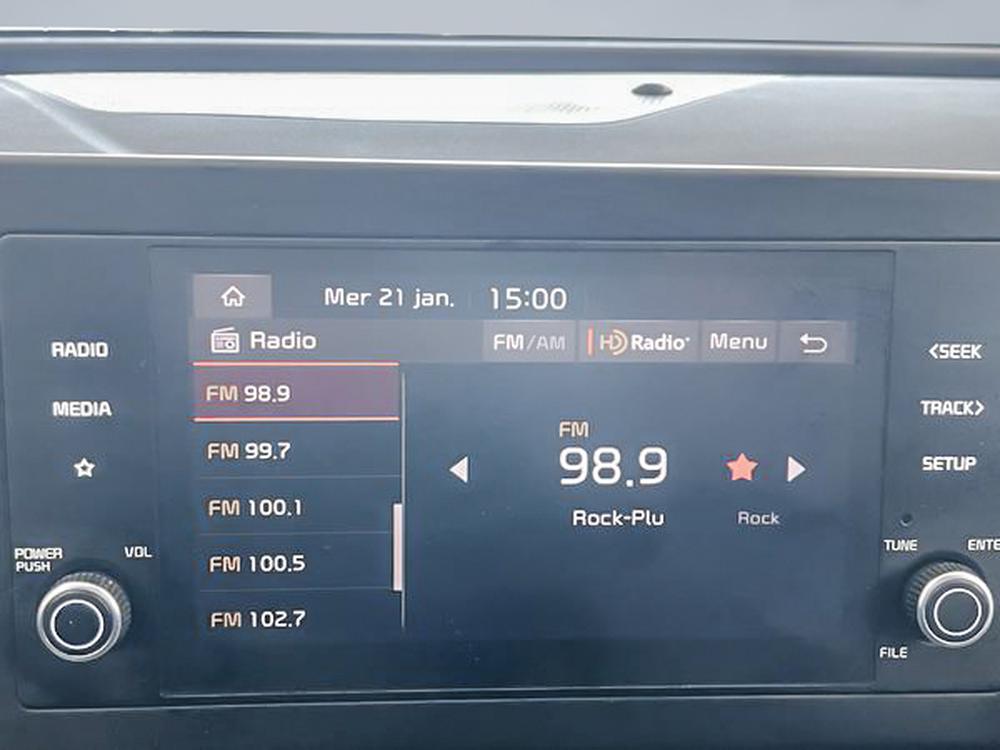 Mer 21 jan. 15:00
Radio FM/AM HD Radio Menu
RADIO
MEDIA
POWER PUSH
VOL
FM 98.9
FM 99.7
FM 100.1
FM 100.5
FM 102.7
FM
98.9
Rock-Plu Rock
<SEEK
TRACK>
SETUP
TUNE
ENTE
FILE